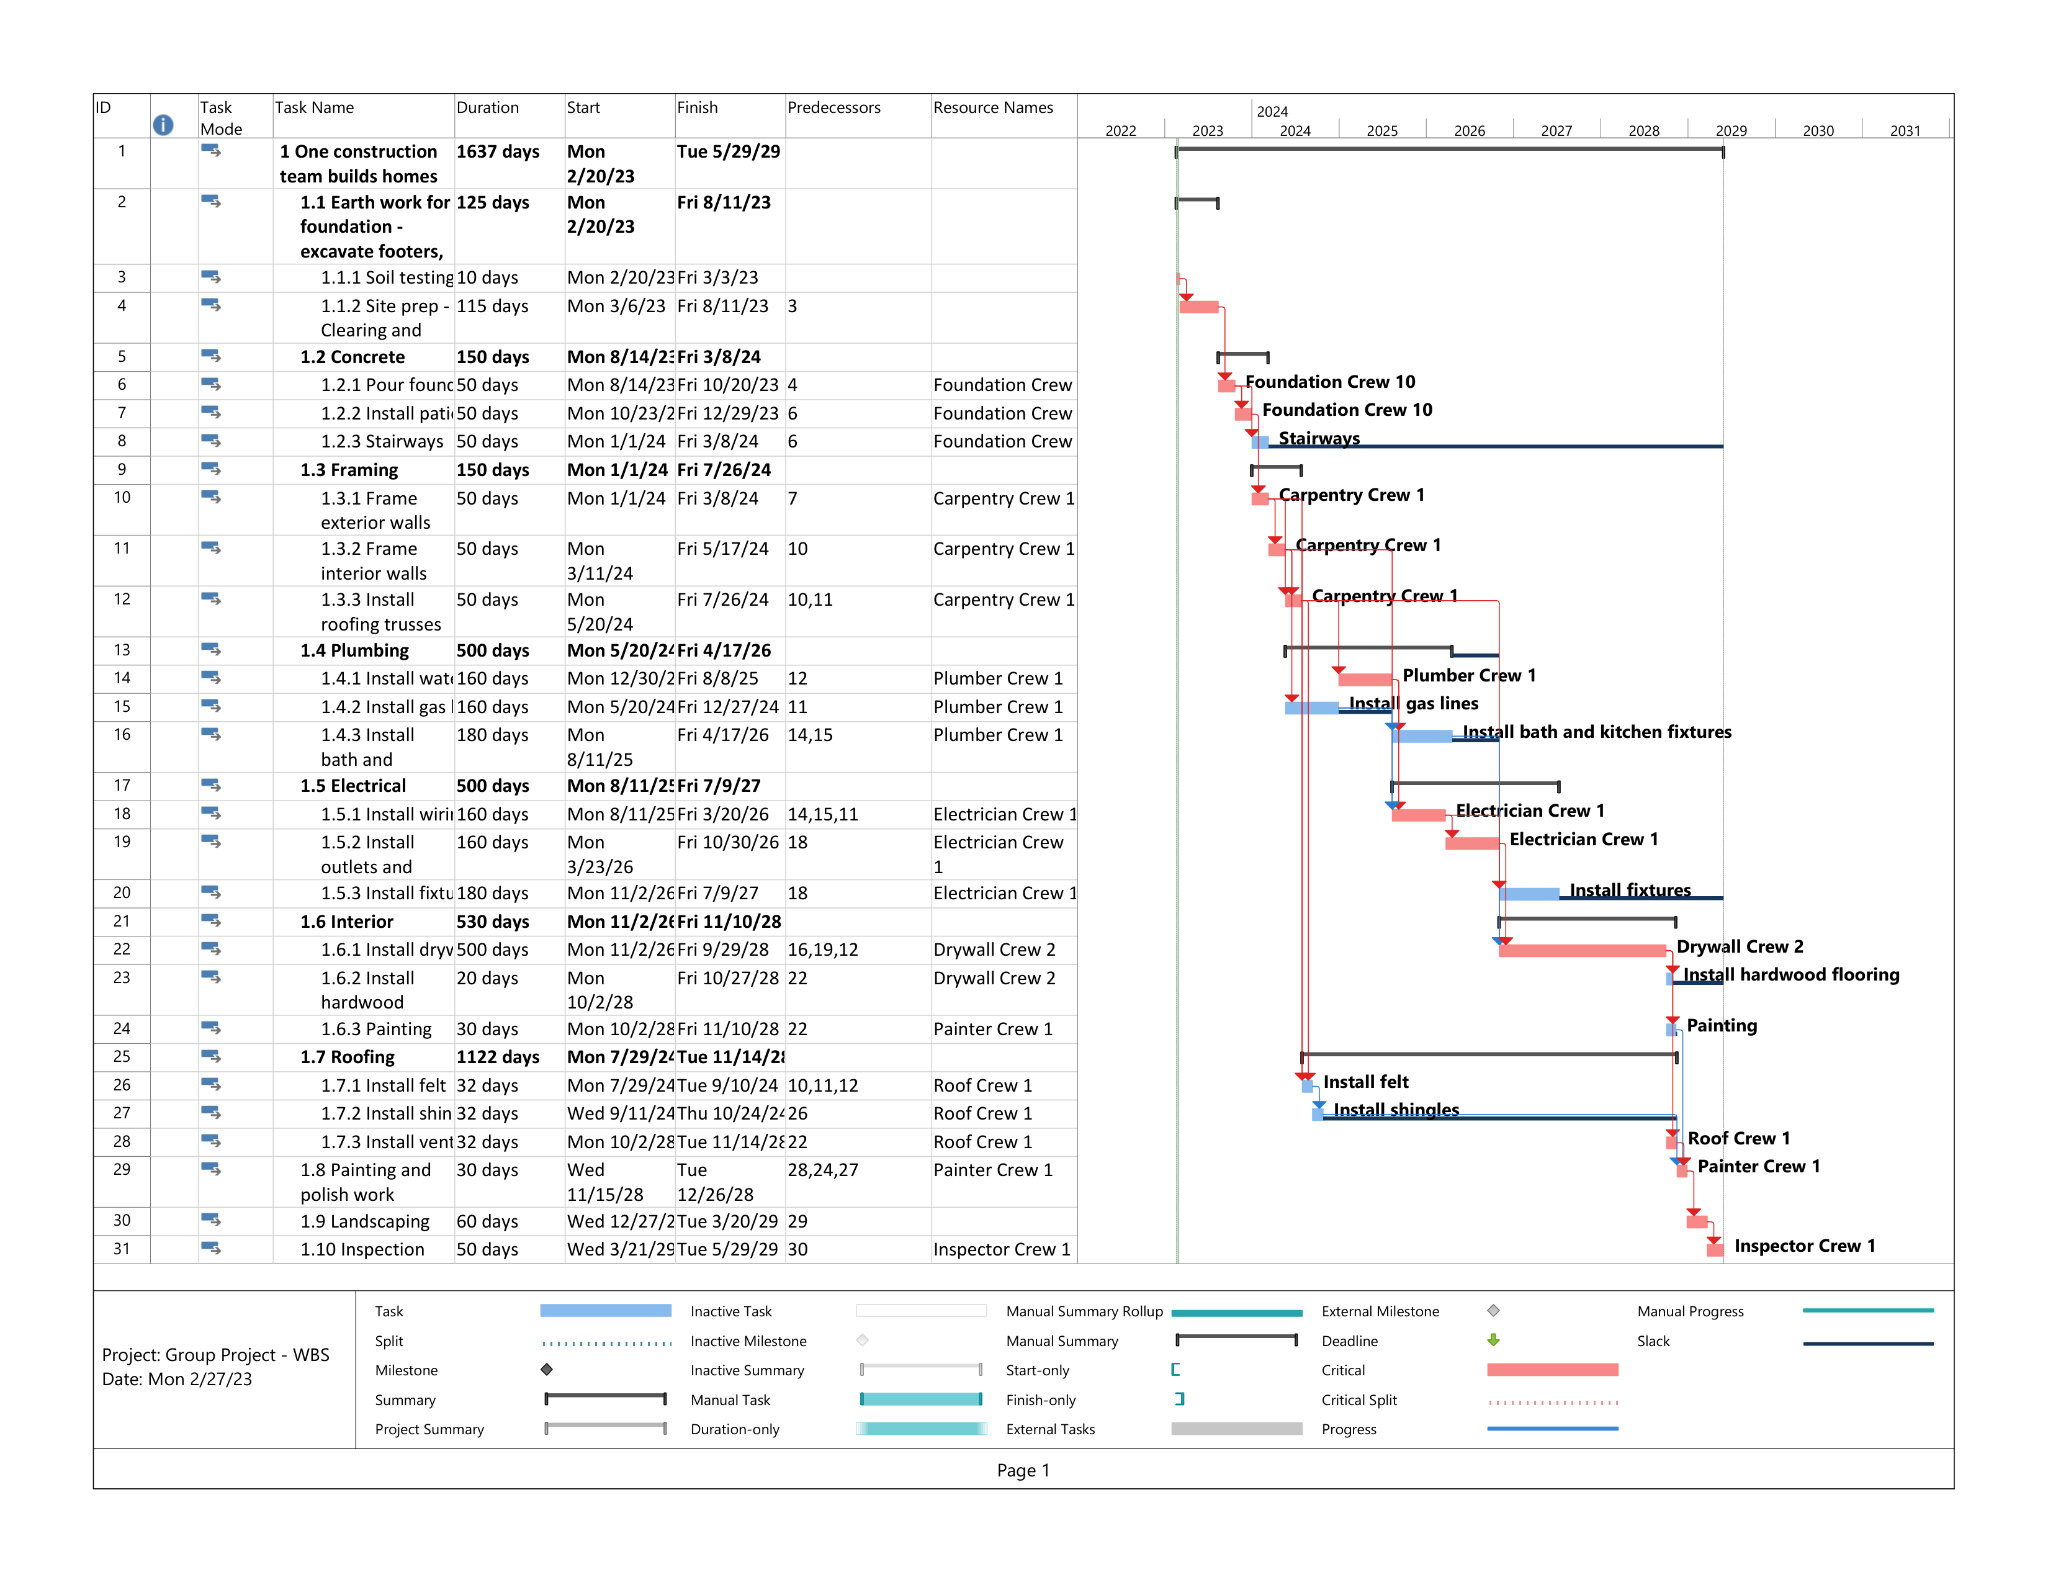 ID Task Mode Task Name Duration Start Finish Predecessors Resource Names
2024
2022 2023 2024 2025 2026 2027 2028 2029 2030 2031
1 1 One construction team builds homes 1637 days Mon 2/20/23 Tue 5/29/29
2 1.1 Earth work for foundation - excavate footers, 125 days Mon 2/20/23 Fri 8/11/23
3 1.1.1 Soil testing 10 days Mon 2/20/23 Fri 3/3/23
4 1.1.2 Site prep - Clearing and 115 days Mon 3/6/23 Fri 8/11/23 3
5 1.2 Concrete 150 days Mon 8/14/23 Fri 3/8/24
6 1.2.1 Pour found 50 days Mon 8/14/23 Fri 10/20/23 4 Foundation Crew Foundation Crew 10
7 1.2.2 Install pati 50 days Mon 10/23/2 Fri 12/29/23 6 Foundation Crew Foundation Crew 10
8 1.2.3 Stairways 50 days Mon 1/1/24 Fri 3/8/24 6 Foundation Crew Stairways
9 1.3 Framing 150 days Mon 1/1/24 Fri 7/26/24
10 1.3.1 Frame exterior walls 50 days Mon 1/1/24 Fri 3/8/24 7 Carpentry Crew 1 Carpentry Crew 1
11 1.3.2 Frame interior walls 50 days Mon 3/11/24 Fri 5/17/24 10 Carpentry Crew 1 Carpentry Crew 1
12 1.3.3 Install roofing trusses 50 days Mon 5/20/24 Fri 7/26/24 10,11 Carpentry Crew 1 Carpentry Crew 1
13 1.4 Plumbing 500 days Mon 5/20/24 Fri 4/17/26
14 1.4.1 Install wate 160 days Mon 12/30/2 Fri 8/8/25 12 Plumber Crew 1 Plumber Crew 1
15 1.4.2 Install gas l 160 days Mon 5/20/24 Fri 12/27/24 11 Plumber Crew 1 Install gas lines
16 1.4.3 Install bath and 180 days Mon 8/11/25 Fri 4/17/26 14,15 Plumber Crew 1 Install bath and kitchen fixtures
17 1.5 Electrical 500 days Mon 8/11/25 Fri 7/9/27
18 1.5.1 Install wirin 160 days Mon 8/11/25 Fri 3/20/26 14,15,11 Electrician Crew 1 Electrician Crew 1
19 1.5.2 Install outlets and 160 days Mon 3/23/26 Fri 10/30/26 18 Electrician Crew 1 Electrician Crew 1
20 1.5.3 Install fixtu 180 days Mon 11/2/26 Fri 7/9/27 18 Electrician Crew 1 Install fixtures
21 1.6 Interior 530 days Mon 11/2/26 Fri 11/10/28
22 1.6.1 Install dryw 500 days Mon 11/2/26 Fri 9/29/28 16,19,12 Drywall Crew 2 Drywall Crew 2
23 1.6.2 Install hardwood 20 days Mon 10/2/28 Fri 10/27/28 22 Drywall Crew 2 Install hardwood flooring
24 1.6.3 Painting 30 days Mon 10/2/28 Fri 11/10/28 22 Painter Crew 1 Painting
25 1.7 Roofing 1122 days Mon 7/29/24 Tue 11/14/28
26 1.7.1 Install felt 32 days Mon 7/29/24 Tue 9/10/24 10,11,12 Roof Crew 1 Install felt
27 1.7.2 Install shin 32 days Wed 9/11/24 Thu 10/24/24 26 Roof Crew 1 Install shingles
28 1.7.3 Install vent 32 days Mon 10/2/28 Tue 11/14/28 22 Roof Crew 1 Roof Crew 1
29 1.8 Painting and polish work 30 days Wed 11/15/28 Tue 12/26/28 28,24,27 Painter Crew 1 Painter Crew 1
30 1.9 Landscaping 60 days Wed 12/27/2 Tue 3/20/29 29
31 1.10 Inspection 50 days Wed 3/21/29 Tue 5/29/29 30 Inspector Crew 1 Inspector Crew 1
Project: Group Project - WBS
Date: Mon 2/27/23
Task Inactive Task Manual Summary Rollup External Milestone Manual Progress
Split Inactive Milestone Manual Summary Deadline Slack
Milestone Inactive Summary Start-only Critical
Summary Manual Task Finish-only Critical Split
Project Summary Duration-only External Tasks Progress
Page 1